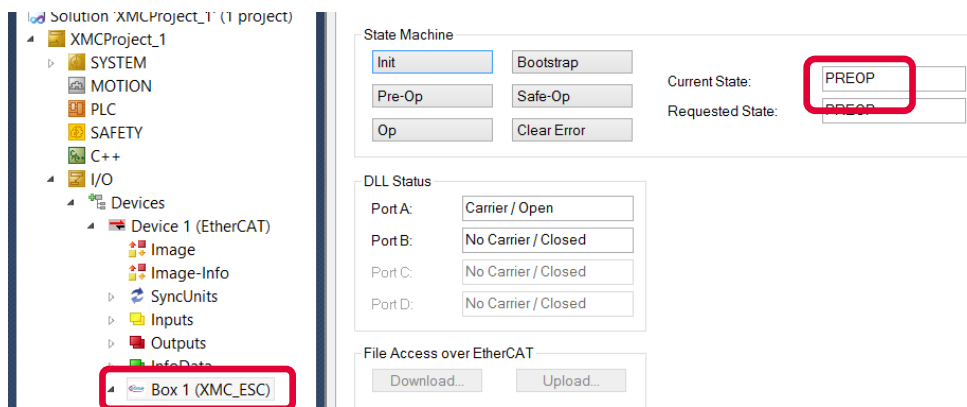 Solution 'XMCProject_1' (1 project)
XMCProject_1
SYSTEM
MOTION
PLC
SAFETY
C++
I/O
Devices
Device 1 (EtherCAT)
Image
Image-Info
SyncUnits
Inputs
Outputs
InfoData
Box 1 (XMC_ESC)
State Machine
Init Bootstrap
Pre-Op Safe-Op
Op Clear Error
Current State: PREOP
Requested State: PREOP
DLL Status
Port A: Carrier / Open
Port B: No Carrier / Closed
Port C: No Carrier / Closed
Port D: No Carrier / Closed
File Access over EtherCAT
Download... Upload...